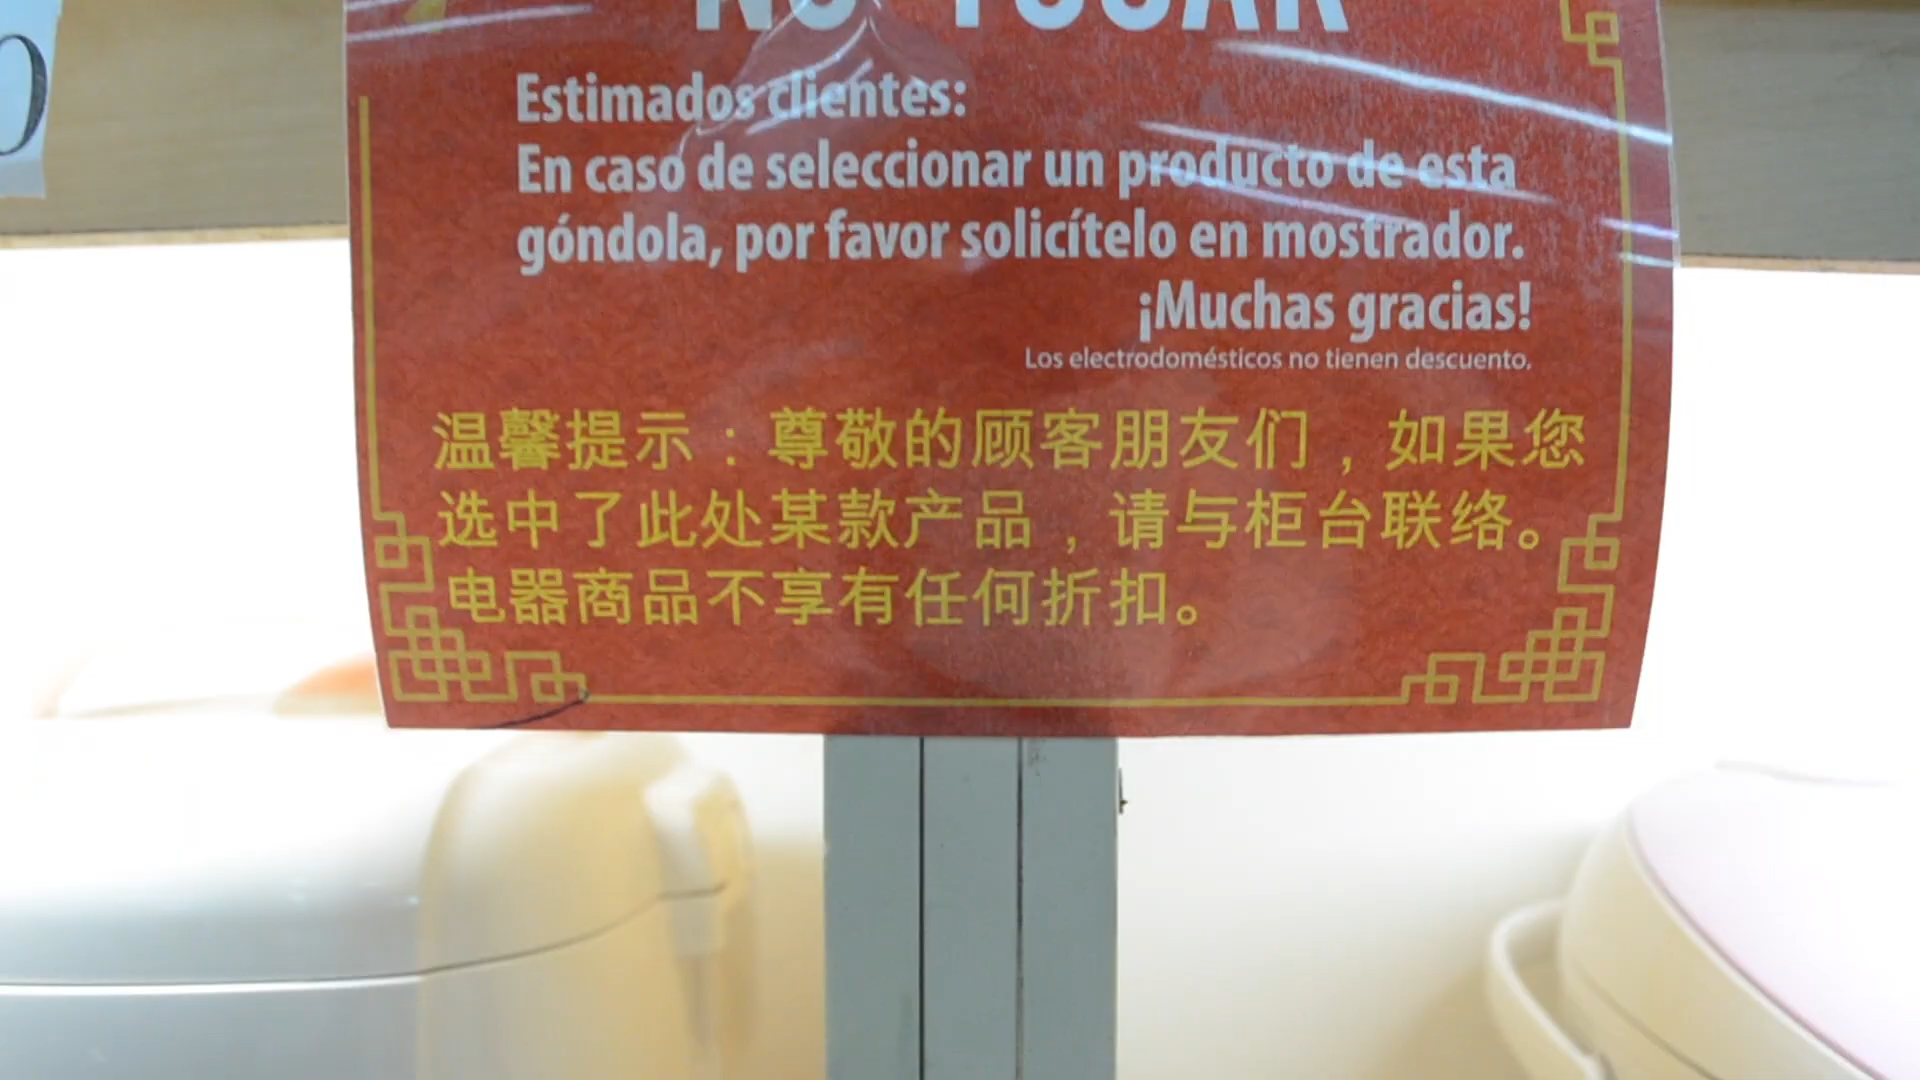 NO TOCAR
Estimados clientes:
En caso de seleccionar un producto de esta
góndola, por favor solicítelo en mostrador.
¡Muchas gracias!
Los electrodomésticos no tienen descuento.
温馨提示：尊敬的顾客朋友们，如果您
选中了此处某款产品，请与柜台联络。
电器商品不享有任何折扣。